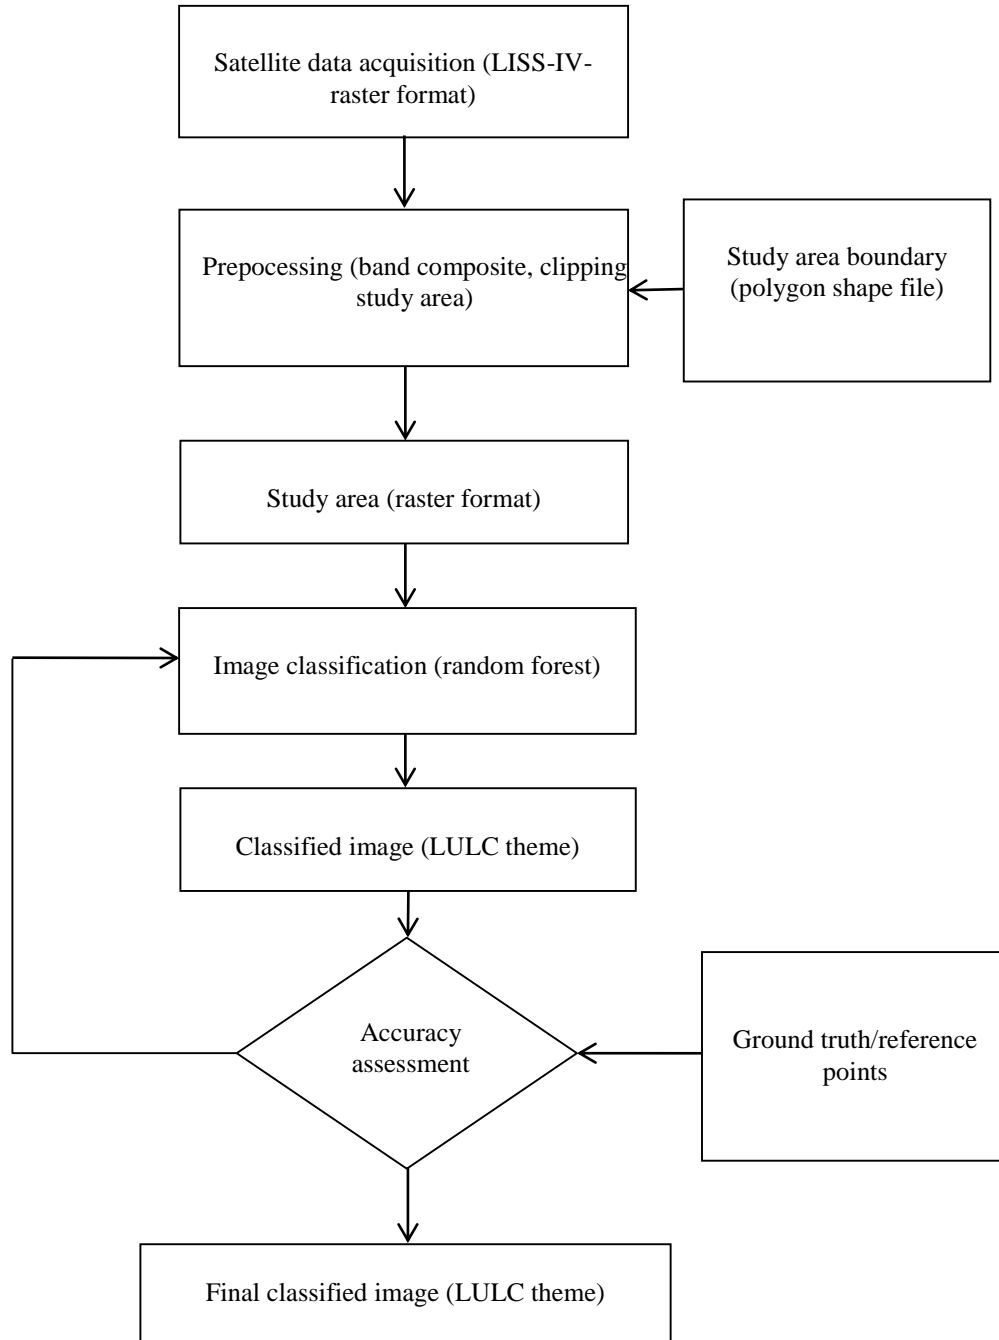 Satellite data acquisition (LISS-IV-
raster format)
Prepocessing (band composite, clipping
study area)
Study area boundary
(polygon shape file)
Study area (raster format)
Image classification (random forest)
Classified image (LULC theme)
Accuracy
assessment
Ground truth/reference
points
Final classified image (LULC theme)